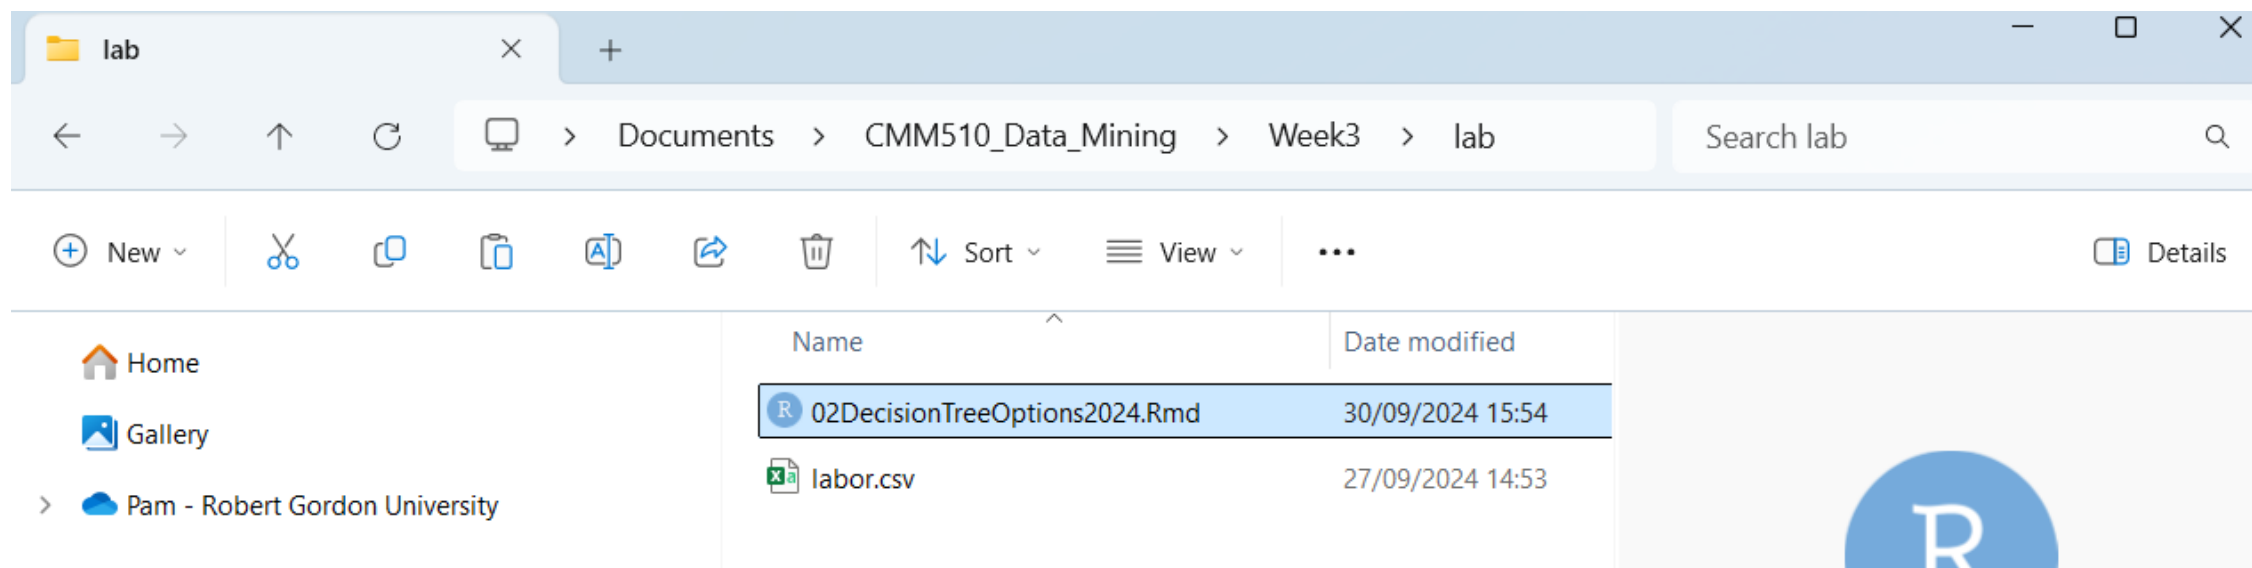 lab
Documents > CMM510_Data_Mining > Week3 > lab
Search lab
New
Sort
View
Details
Name Date modified
Home
02DecisionTreeOptions2024.Rmd 30/09/2024 15:54
Gallery
labor.csv 27/09/2024 14:53
Pam - Robert Gordon University
R